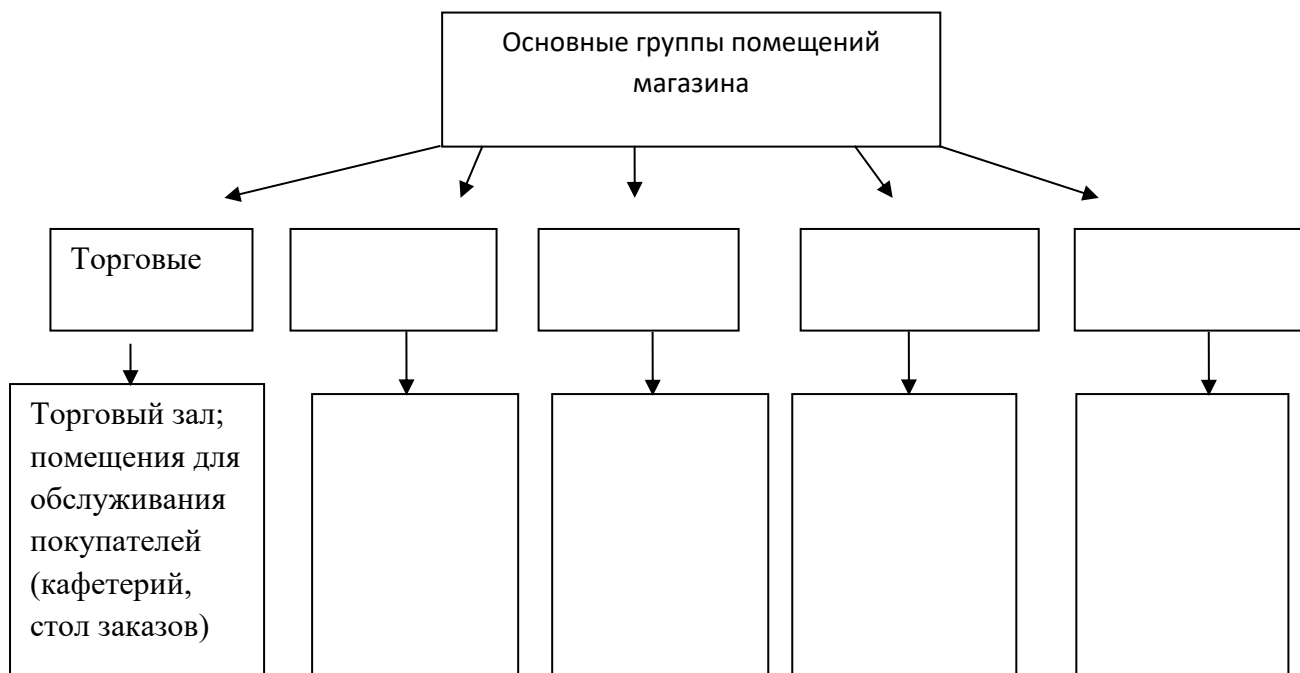 Основные группы помещений
магазина
Торговые
Торговый зал;
помещения для
обслуживания
покупателей
(кафетерий,
стол заказов)